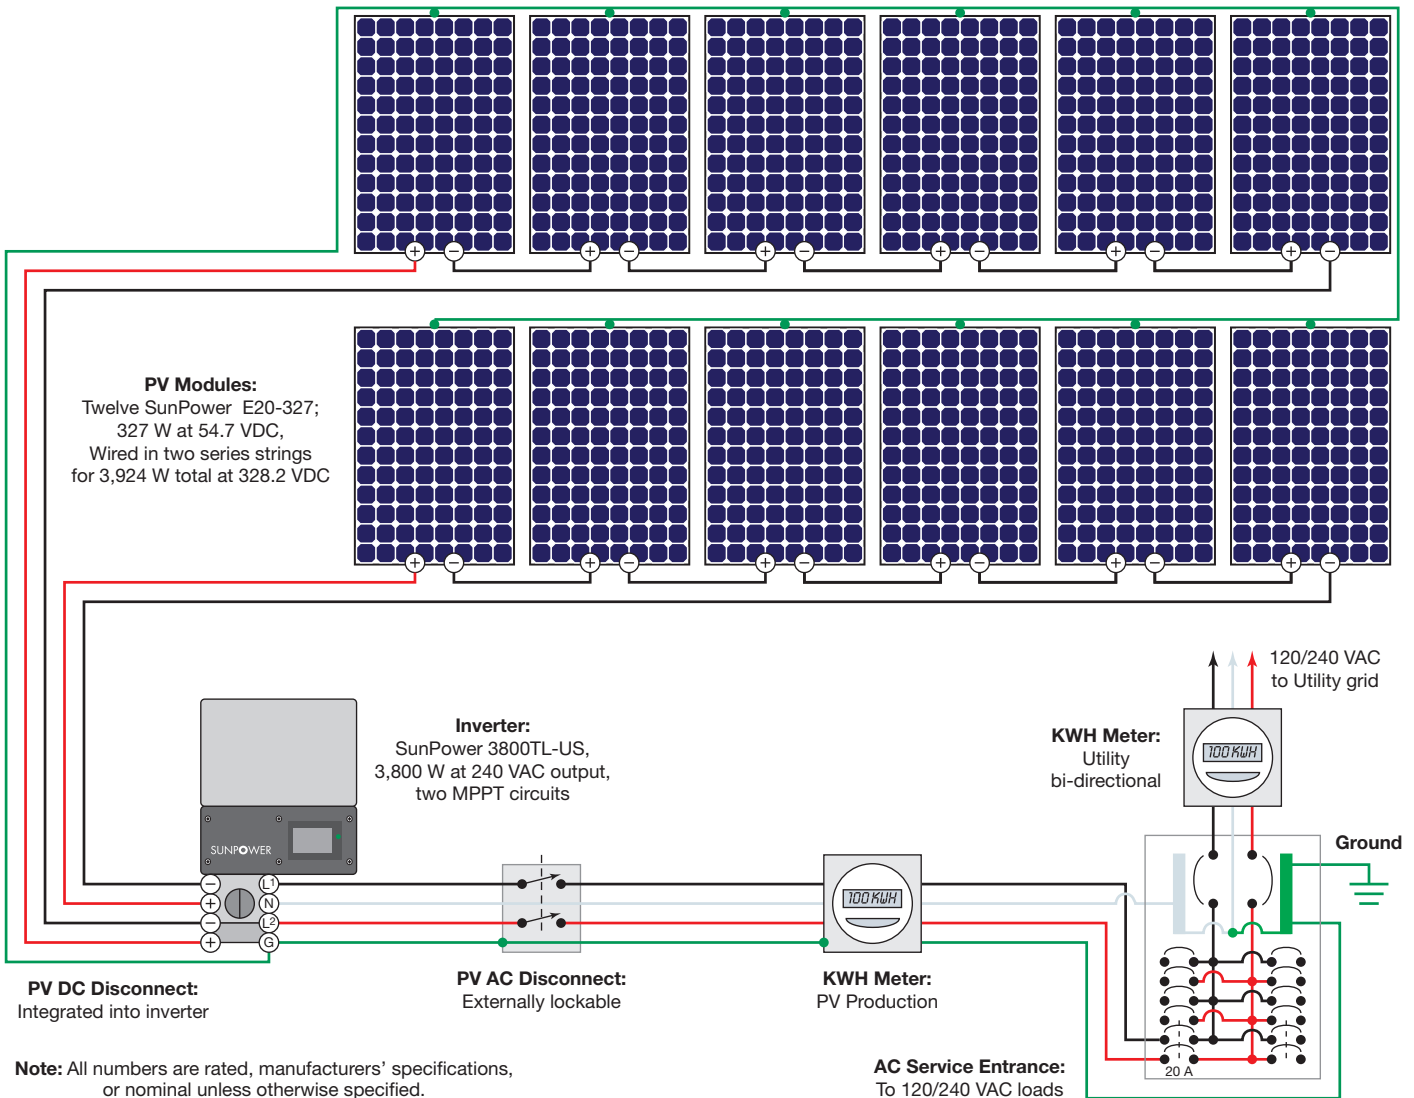 PV Modules:
Twelve SunPower E20-327;
327 W at 54.7 VDC,
Wired in two series strings
for 3,924 W total at 328.2 VDC
120/240 VAC
to Utility grid
Inverter:
SunPower 3800TL-US,
3,800 W at 240 VAC output,
two MPPT circuits
KWH Meter:
Utility
bi-directional
100 KWH
SUNPOWER
Ground
− L1
+ N
− L2
+ G
100 KWH
PV DC Disconnect:
Integrated into inverter
PV AC Disconnect:
Externally lockable
KWH Meter:
PV Production
20 A
AC Service Entrance:
To 120/240 VAC loads
Note: All numbers are rated, manufacturers’ specifications,
or nominal unless otherwise specified.